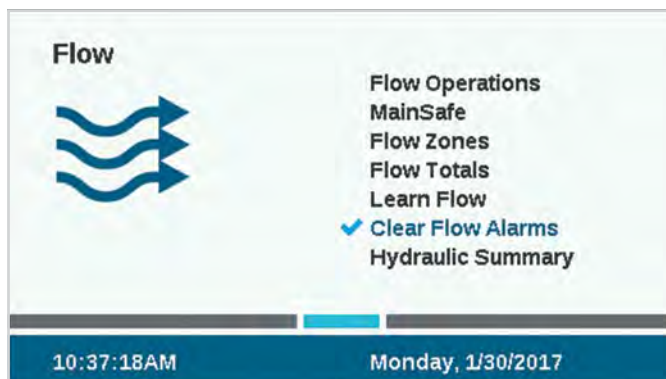 Flow
Flow Operations
MainSafe
Flow Zones
Flow Totals
Learn Flow
Clear Flow Alarms
Hydraulic Summary
10:37:18AM
Monday, 1/30/2017